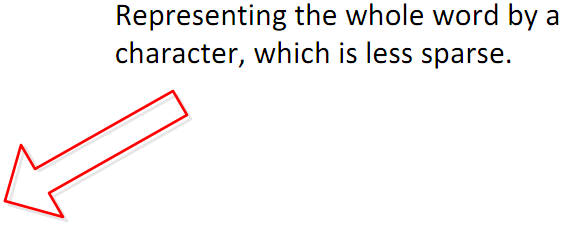 Representing the whole word by a
character, which is less sparse.